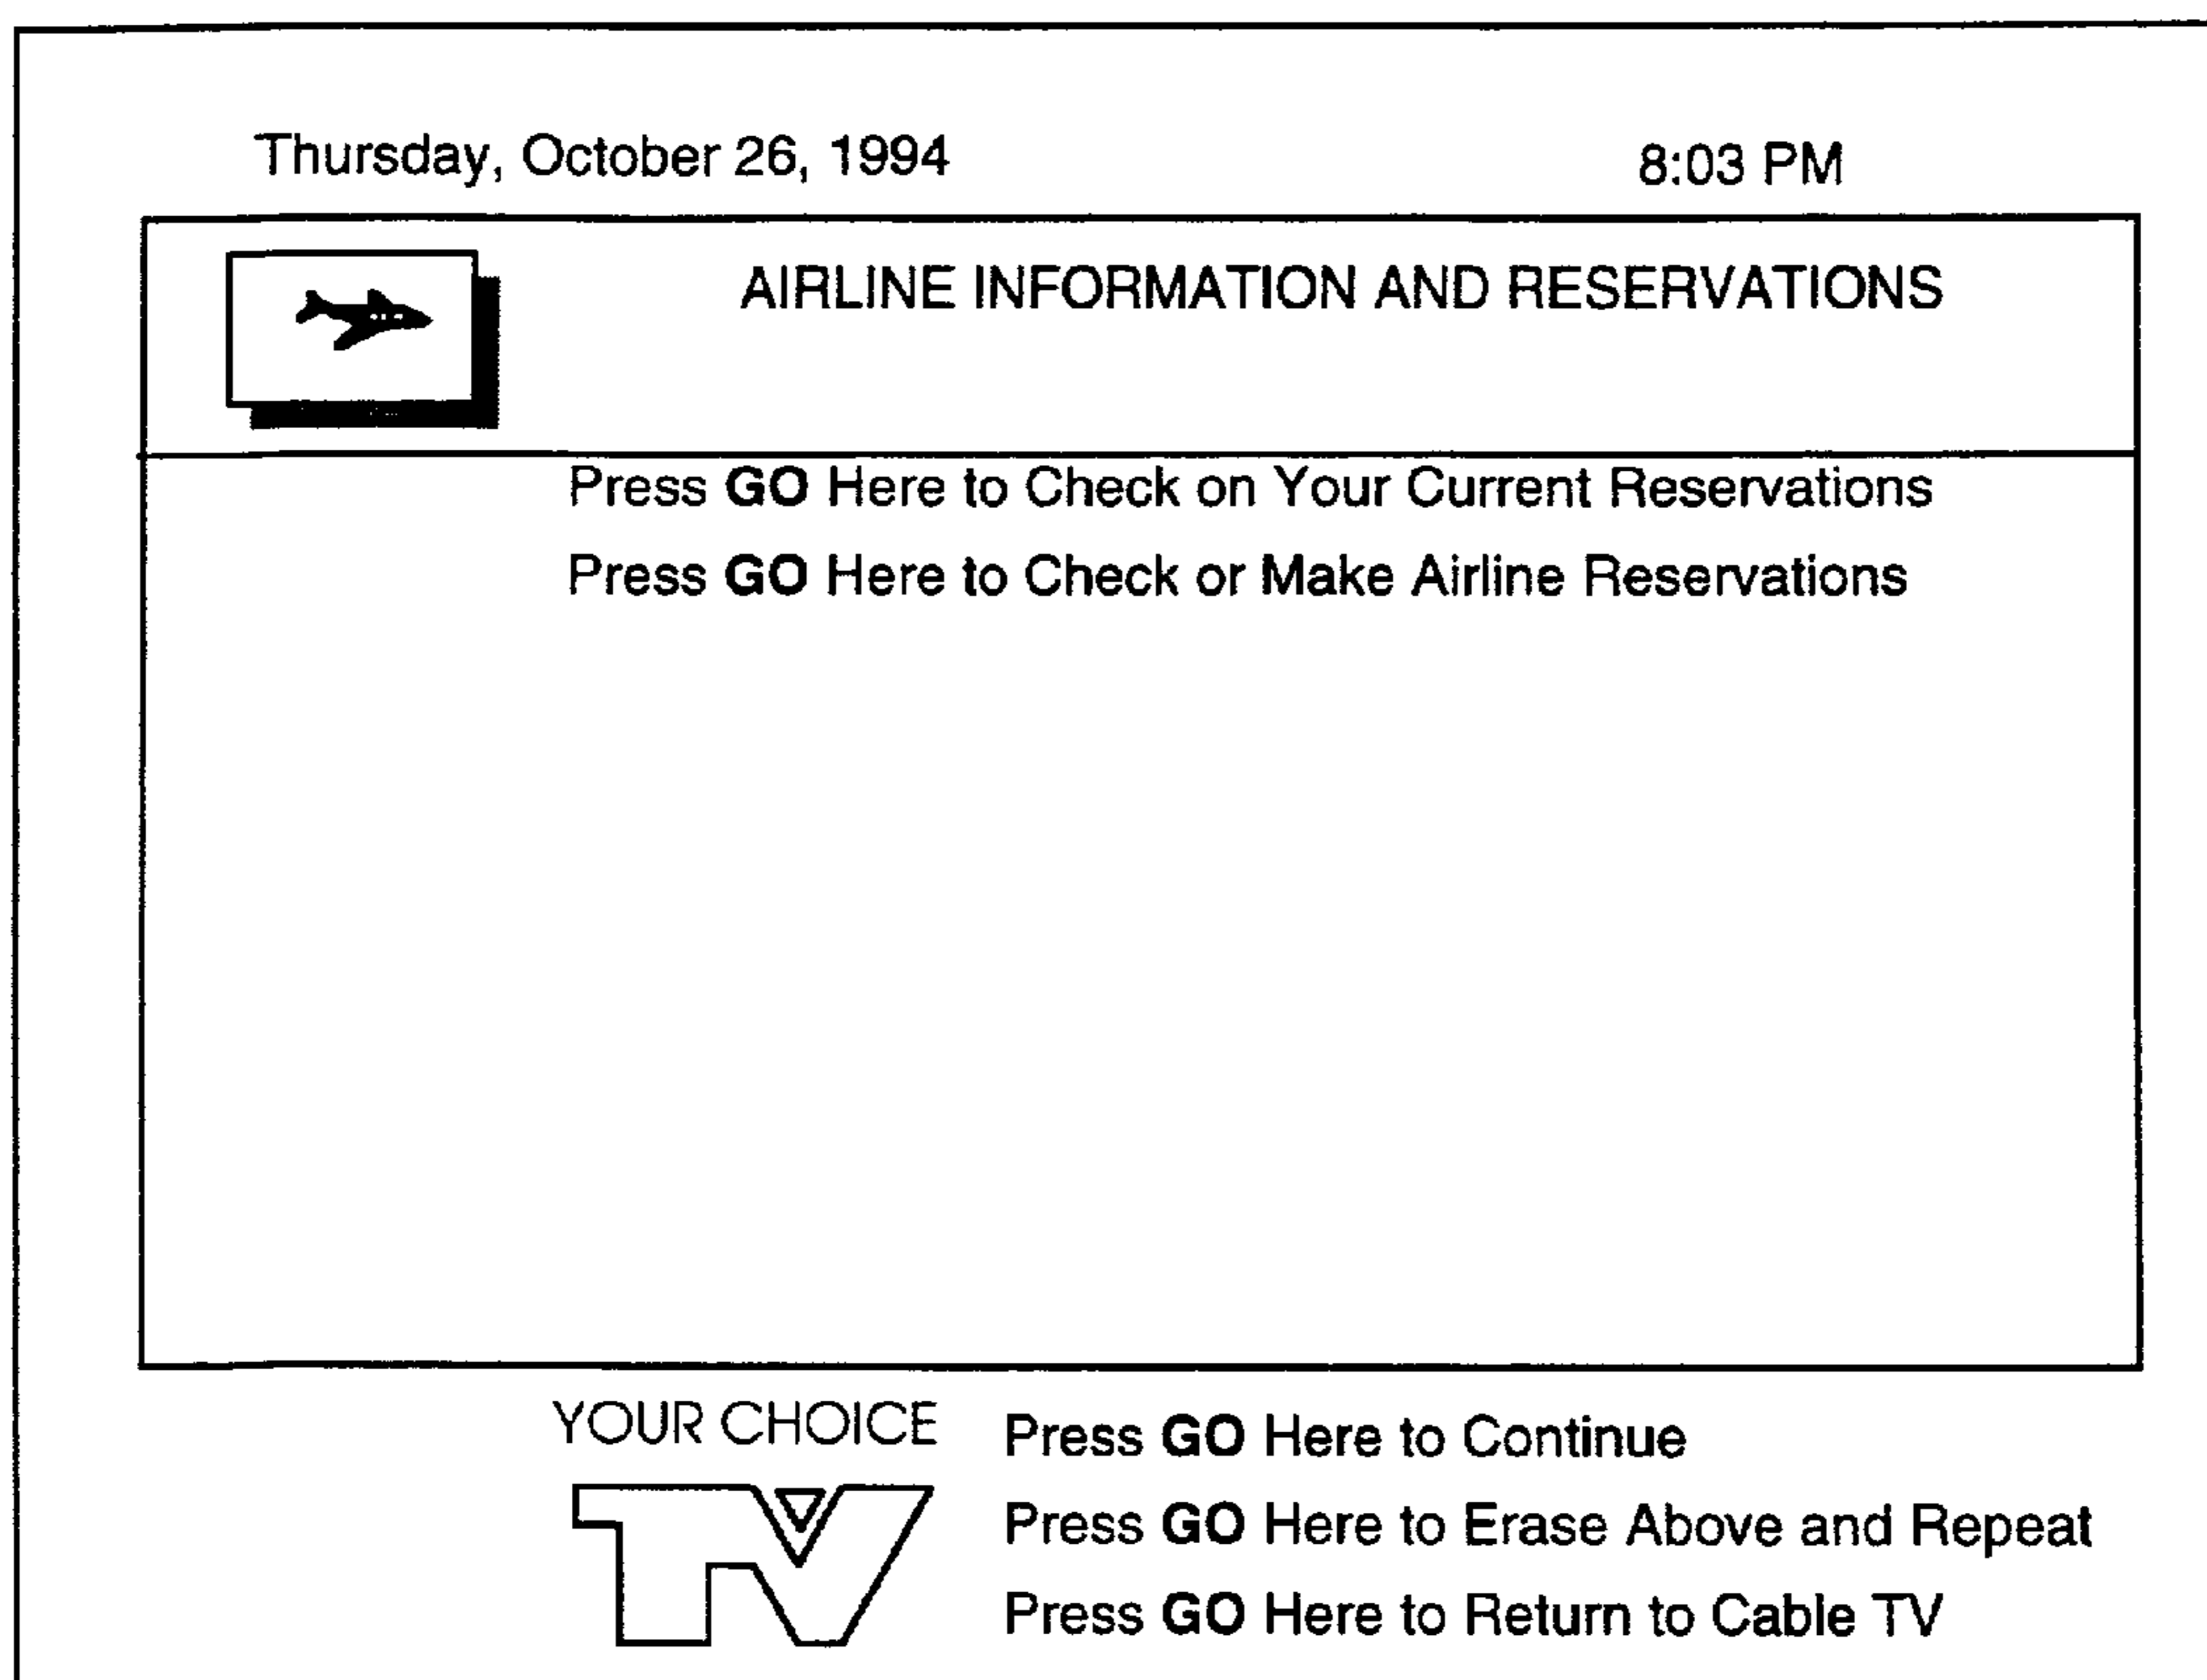 Thursday, October 26, 1994 8:03 PM
AIRLINE INFORMATION AND RESERVATIONS
Press GO Here to Check on Your Current Reservations
Press GO Here to Check or Make Airline Reservations
YOUR CHOICE
TV
Press GO Here to Continue
Press GO Here to Erase Above and Repeat
Press GO Here to Return to Cable TV